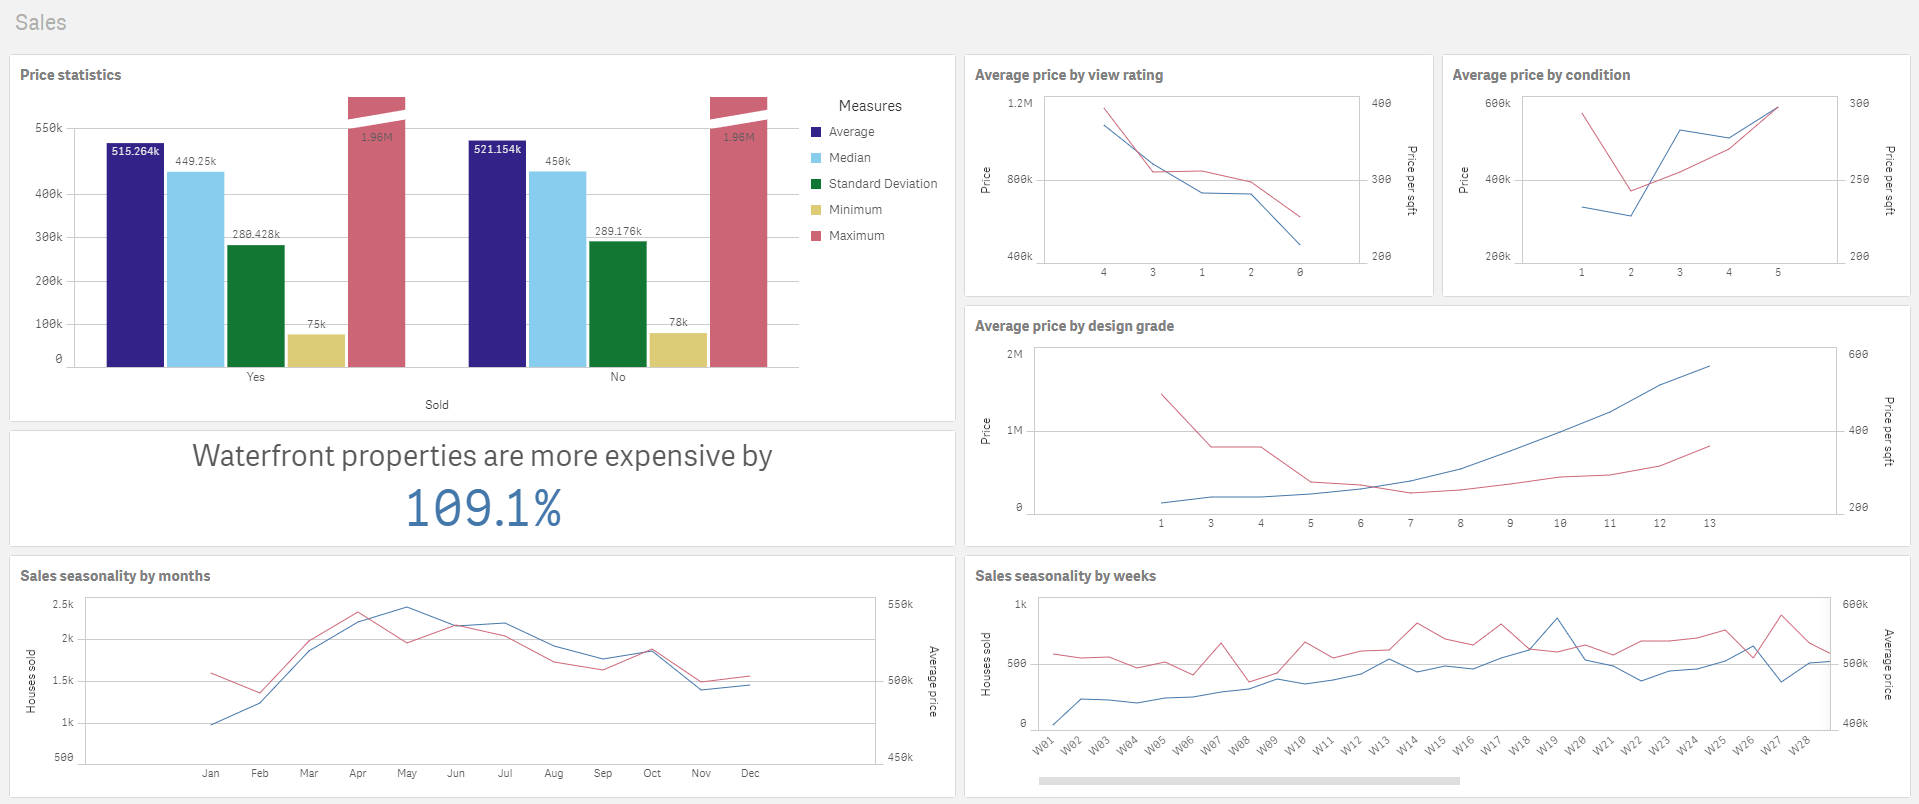 Sales
Price statistics
550k
400k
300k
200k
100k
0
515.264k
449.25k
280.428k
75k
1.96M
521.154k
450k
289.176k
78k
1.96M
Yes
No
Sold
Measures
Average
Median
Standard Deviation
Minimum
Maximum
Average price by view rating
1.2M
800k
400k
Price
400
300
200
Price per sqft
4 3 1 2 0
Average price by condition
600k
400k
200k
Price
300
250
200
Price per sqft
1 2 3 4 5
Average price by design grade
2M
1M
0
Price
600
400
200
Price per sqft
1 3 4 5 6 7 8 9 10 11 12 13
Waterfront properties are more expensive by
109.1%
Sales seasonality by months
2.5k
2k
1.5k
1k
500
Houses sold
550k
500k
450k
Average price
Jan Feb Mar Apr May Jun Jul Aug Sep Oct Nov Dec
Sales seasonality by weeks
1k
500
0
Houses sold
600k
500k
400k
Average price
W01 W02 W03 W04 W05 W06 W07 W08 W09 W10 W11 W12 W13 W14 W15 W16 W17 W18 W19 W20 W21 W22 W23 W24 W25 W26 W27 W28